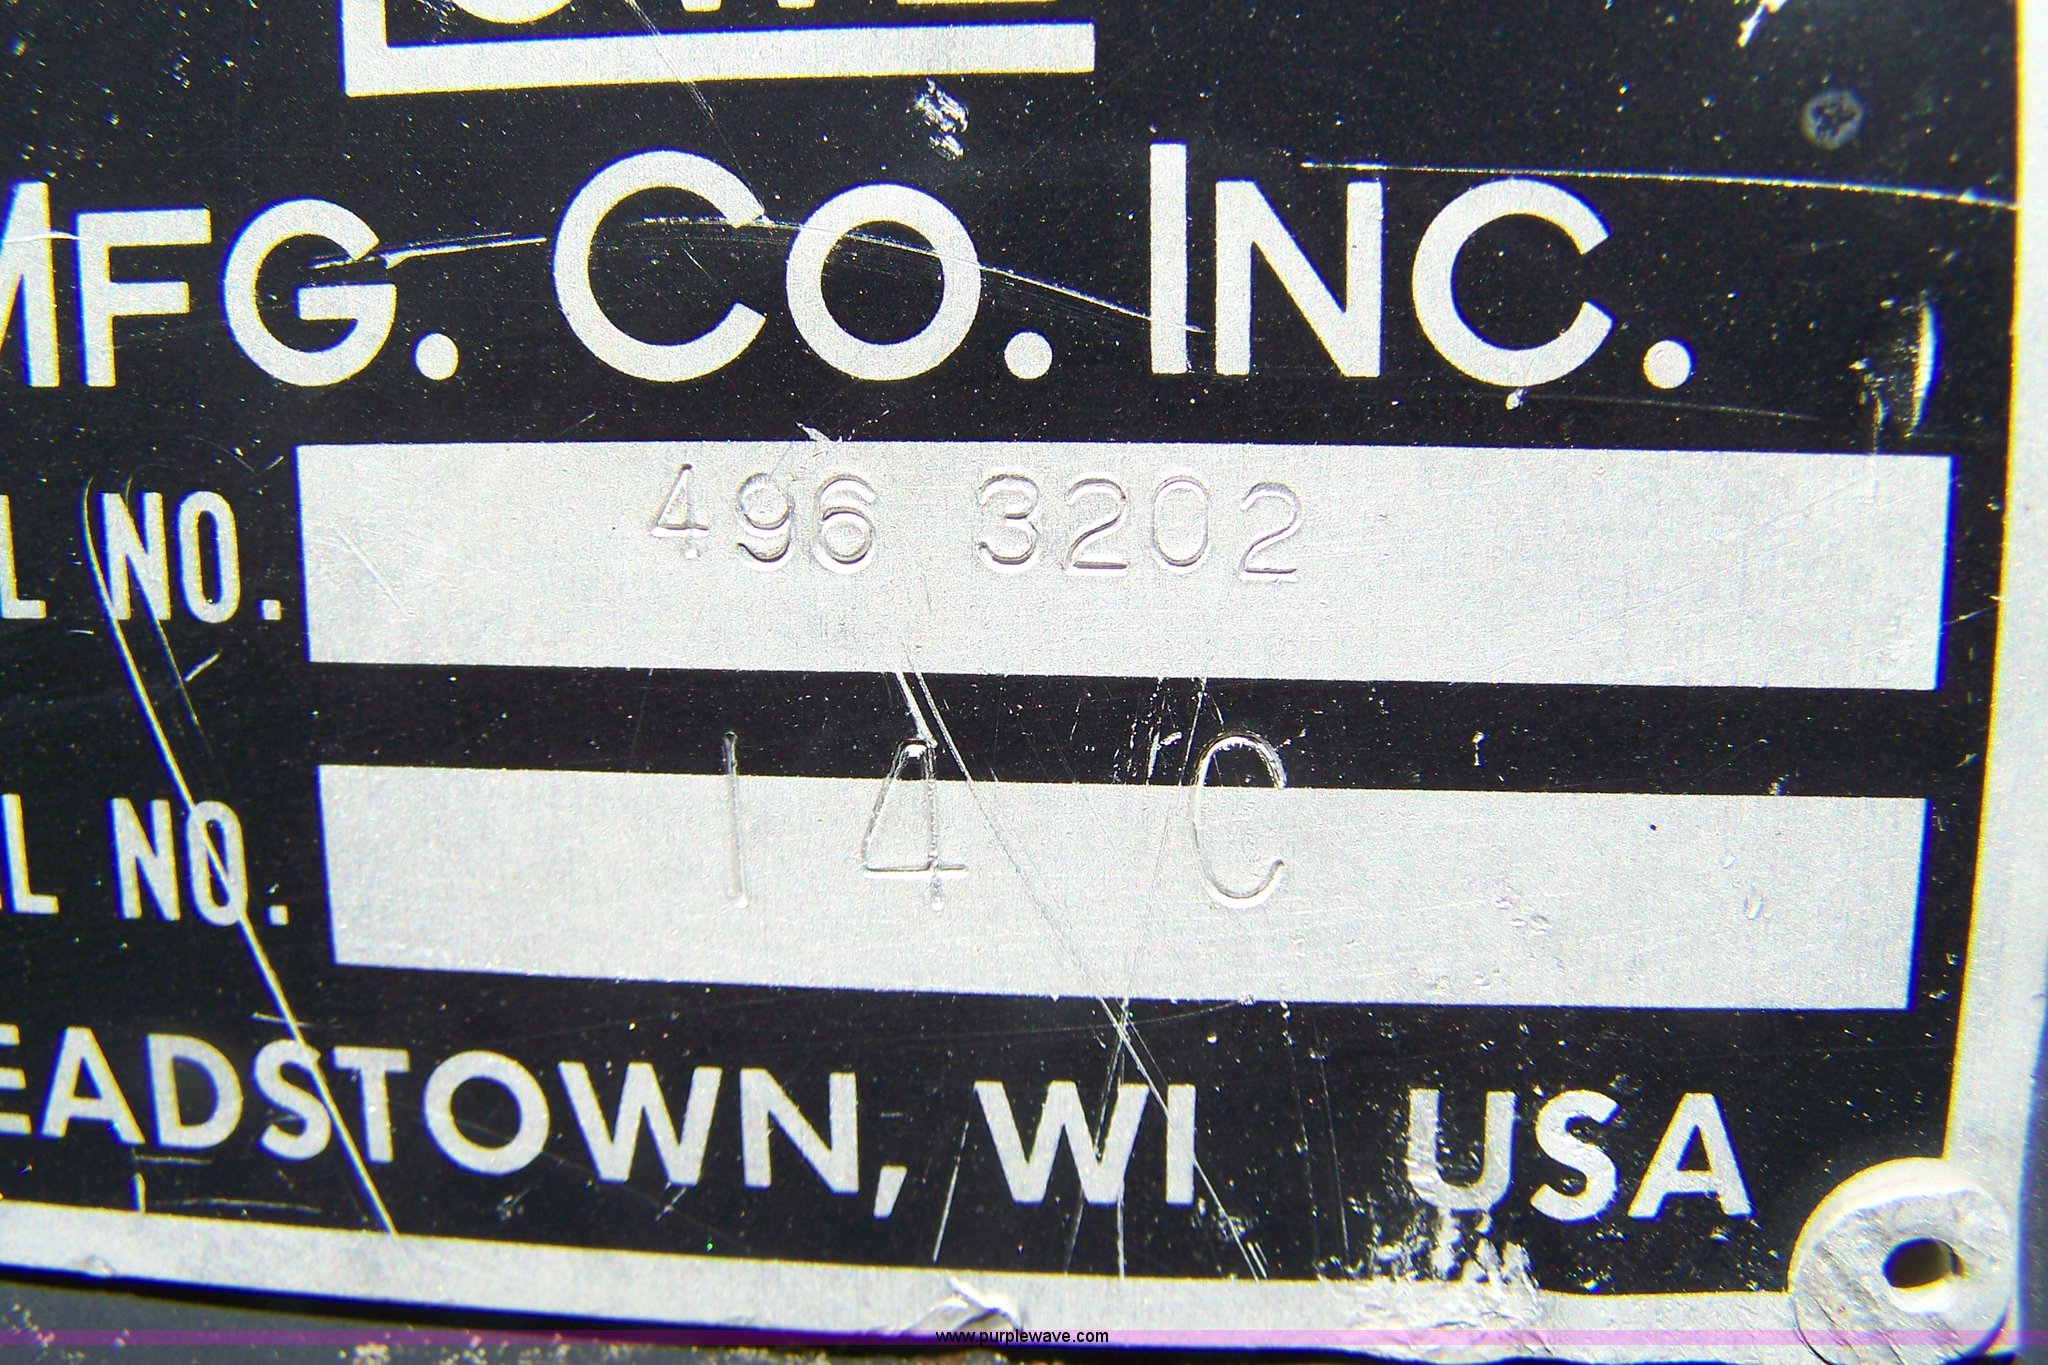 MFG. CO. INC.
L NO. 496 3202
L NO. 14 C
EADSTOWN, WI USA
www.purplewave.com